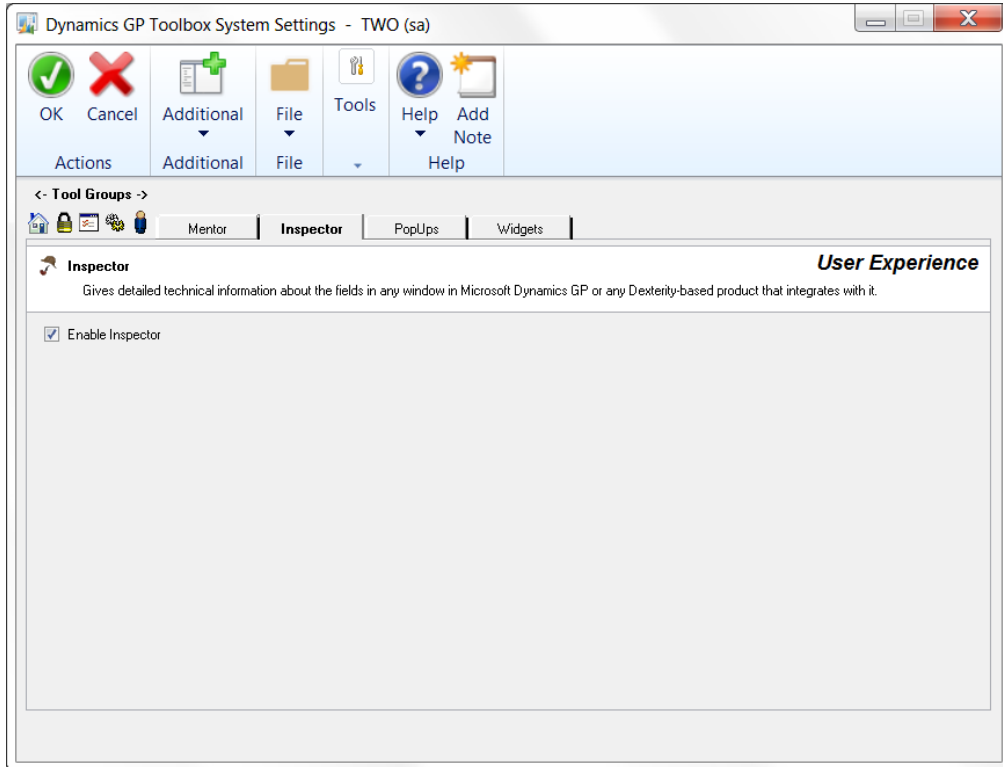 Dynamics GP Toolbox System Settings - TWO (sa)
OK Cancel Additional File Tools Help Add Note
Actions Additional File Help
<- Tool Groups ->
Mentor Inspector PopUps Widgets
Inspector User Experience
Gives detailed technical information about the fields in any window in Microsoft Dynamics GP or any Dexterity-based product that integrates with it.
Enable Inspector